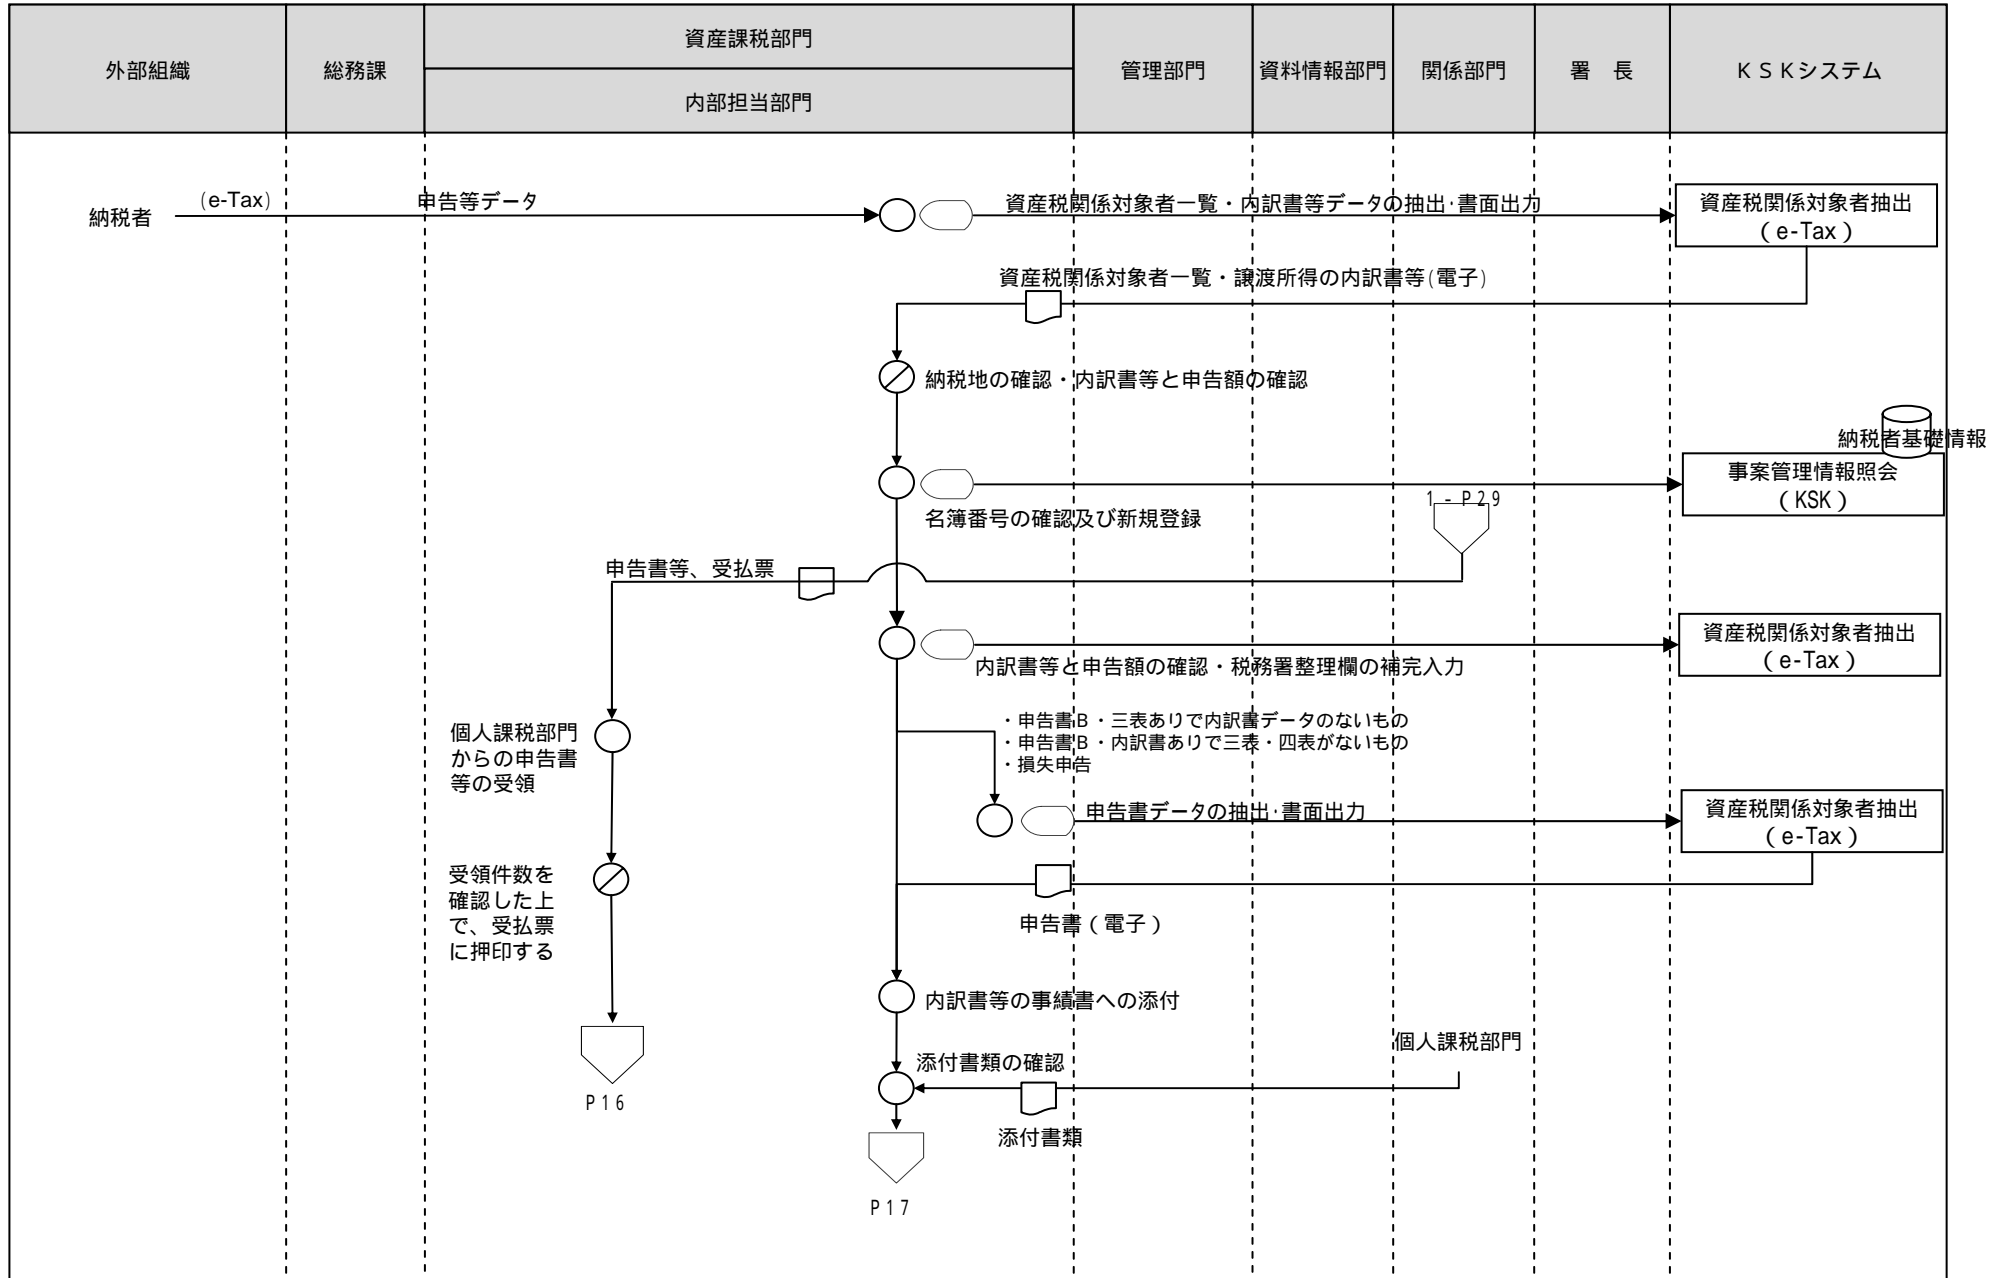 外部組織
総務課
資産課税部門
内部担当部門
管理部門
資料情報部門
関係部門
署　長
ＫＳＫシステム
納税者
(e-Tax)
申告等データ
資産税関係対象者一覧・内訳書等データの抽出・書面出力
資産税関係対象者抽出
（e-Tax）
資産税関係対象者一覧・譲渡所得の内訳書等(電子)
納税地の確認・内訳書等と申告額の確認
納税者基礎情報
事案管理情報照会
（KSK）
名簿番号の確認及び新規登録
１－Ｐ２９
申告書等、受払票
資産税関係対象者抽出
（e-Tax）
内訳書等と申告額の確認・税務署整理欄の補完入力
個人課税部門
からの申告書
等の受領
・申告書Ｂ・三表ありで内訳書データのないもの
・申告書Ｂ・内訳書ありで三表・四表がないもの
・損失申告
申告書データの抽出・書面出力
資産税関係対象者抽出
（e-Tax）
受領件数を
確認した上
で、受払票
に押印する
申告書（電子）
内訳書等の事績書への添付
個人課税部門
添付書類の確認
Ｐ１６
添付書類
Ｐ１７